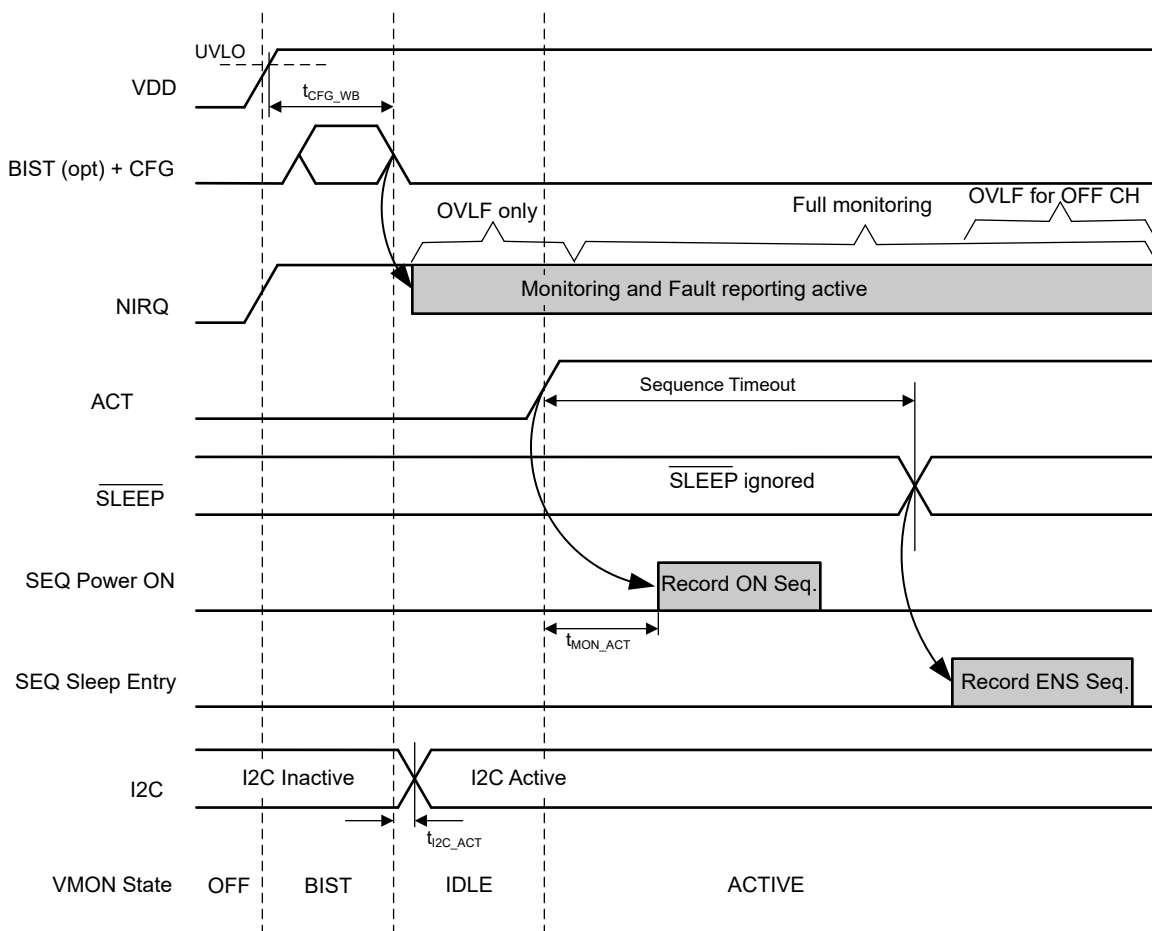 UVLO
VDD
tCFG_WB
BIST (opt) + CFG
OVLF only
Full monitoring
OVLF for OFF CH
Monitoring and Fault reporting active
NIRQ
Sequence Timeout
ACT
SLEEP ignored
SLEEP
SEQ Power ON
Record ON Seq.
tMON_ACT
SEQ Sleep Entry
Record ENS Seq.
I2C Inactive
I2C Active
I2C
tI2C_ACT
VMON State
OFF
BIST
IDLE
ACTIVE